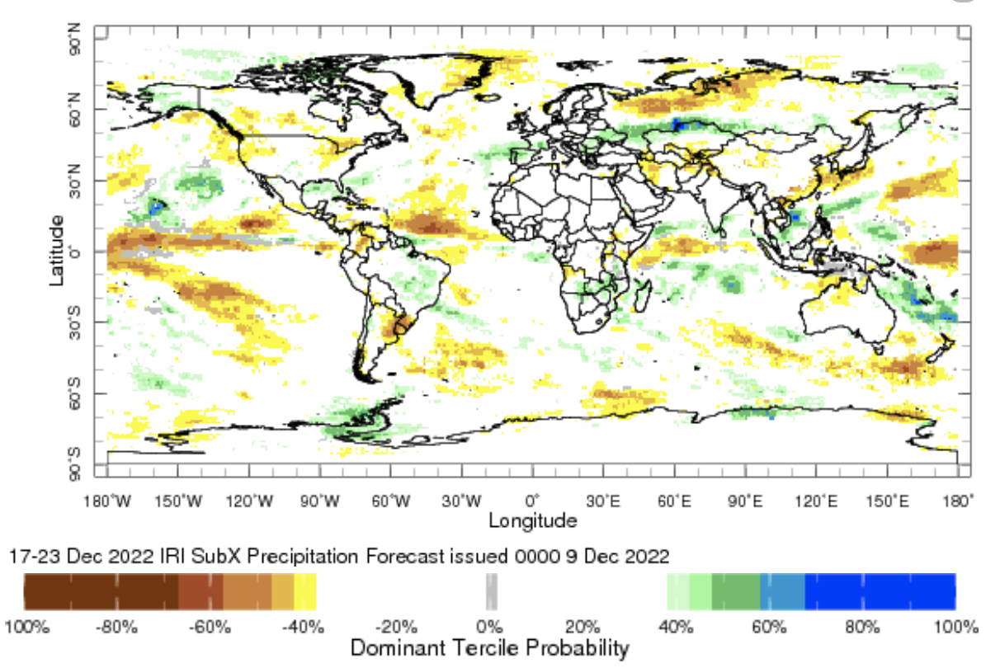 90˚N
60˚N
30˚N
0˚
30˚S
60˚S
90˚S
Latitude
180˚W 150˚W 120˚W 90˚W 60˚W 30˚W 0˚ 30˚E 60˚E 90˚E 120˚E 150˚E 180˚
Longitude
17-23 Dec 2022 IRI SubX Precipitation Forecast issued 0000 9 Dec 2022
100% -80% -60% -40% -20% 0% 20% 40% 60% 80% 100%
Dominant Tercile Probability